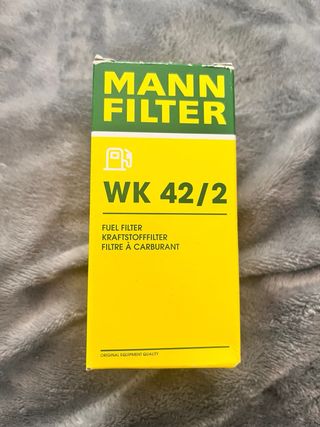 MANN
FILTER
WK 42/2
FUEL FILTER
KRAFTSTOFFFILTER
FILTRE À CARBURANT
ORIGINAL EQUIPMENT QUALITY